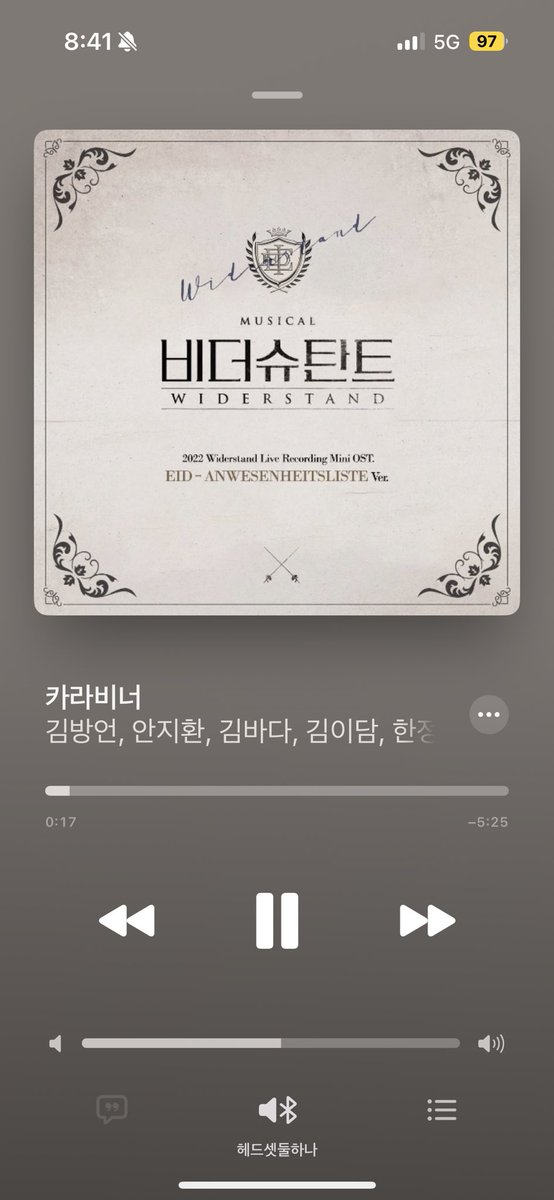 8:41 5G 97
Widerstand
MUSICAL
비더슈탄트
WIDERSTAND
2022 Widerstand Live Recording Mini OST.
EID - ANWESENHEITSLISTE Ver.
카라비너
김방언, 안지환, 김바다, 김이담, 한정
0:17 -5:25
헤드셋둘하나